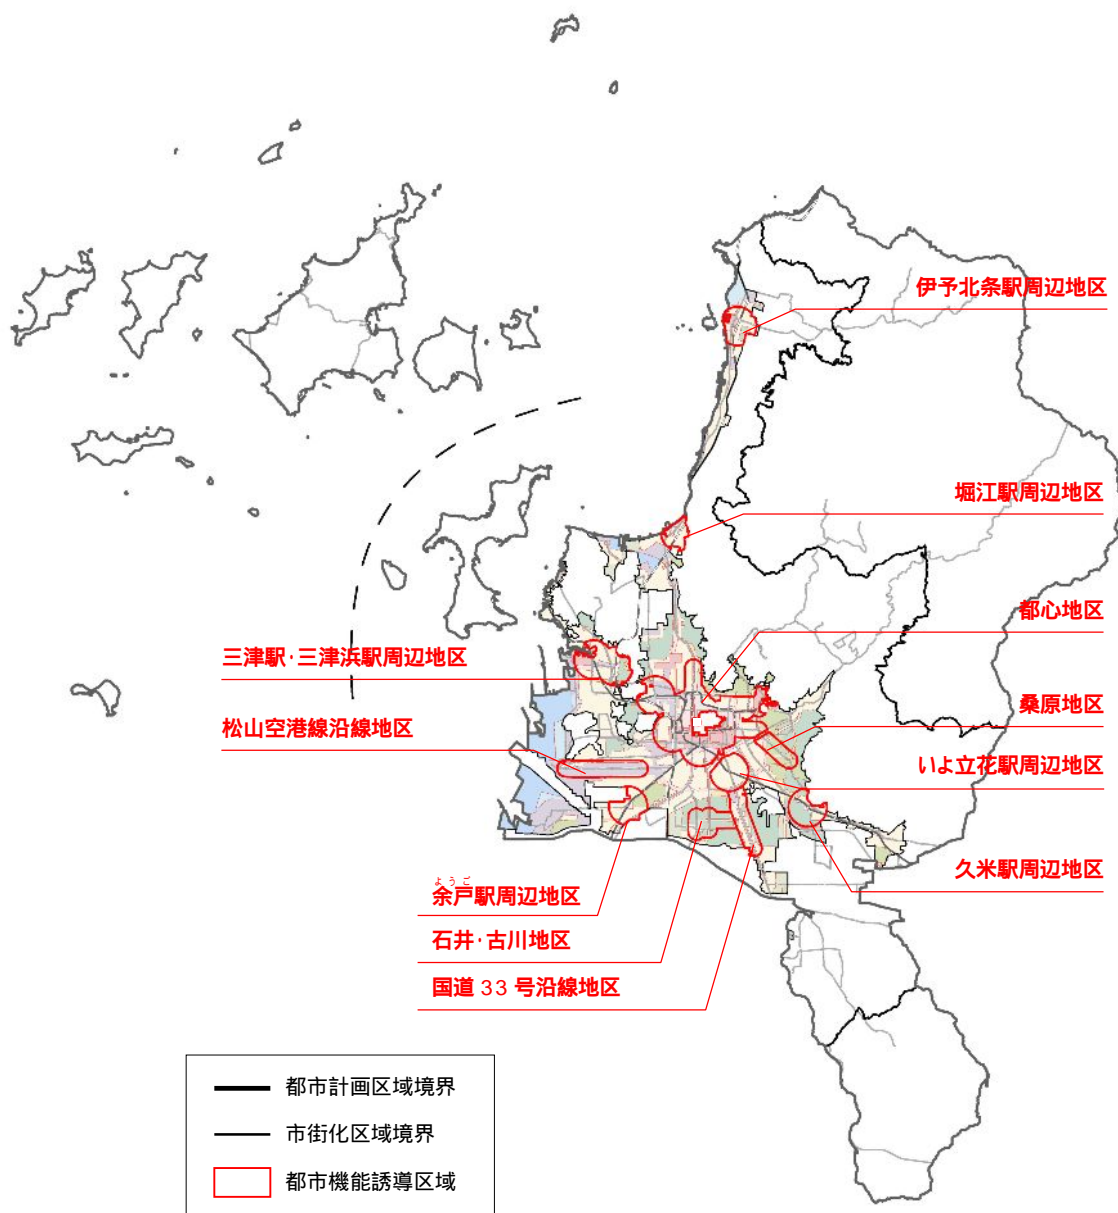 伊予北条駅周辺地区
堀江駅周辺地区
都心地区
三津駅・三津浜駅周辺地区
桑原地区
松山空港線沿線地区
いよ立花駅周辺地区
久米駅周辺地区
ようご
余戸駅周辺地区
石井・古川地区
国道33号沿線地区
都市計画区域境界
市街化区域境界
都市機能誘導区域